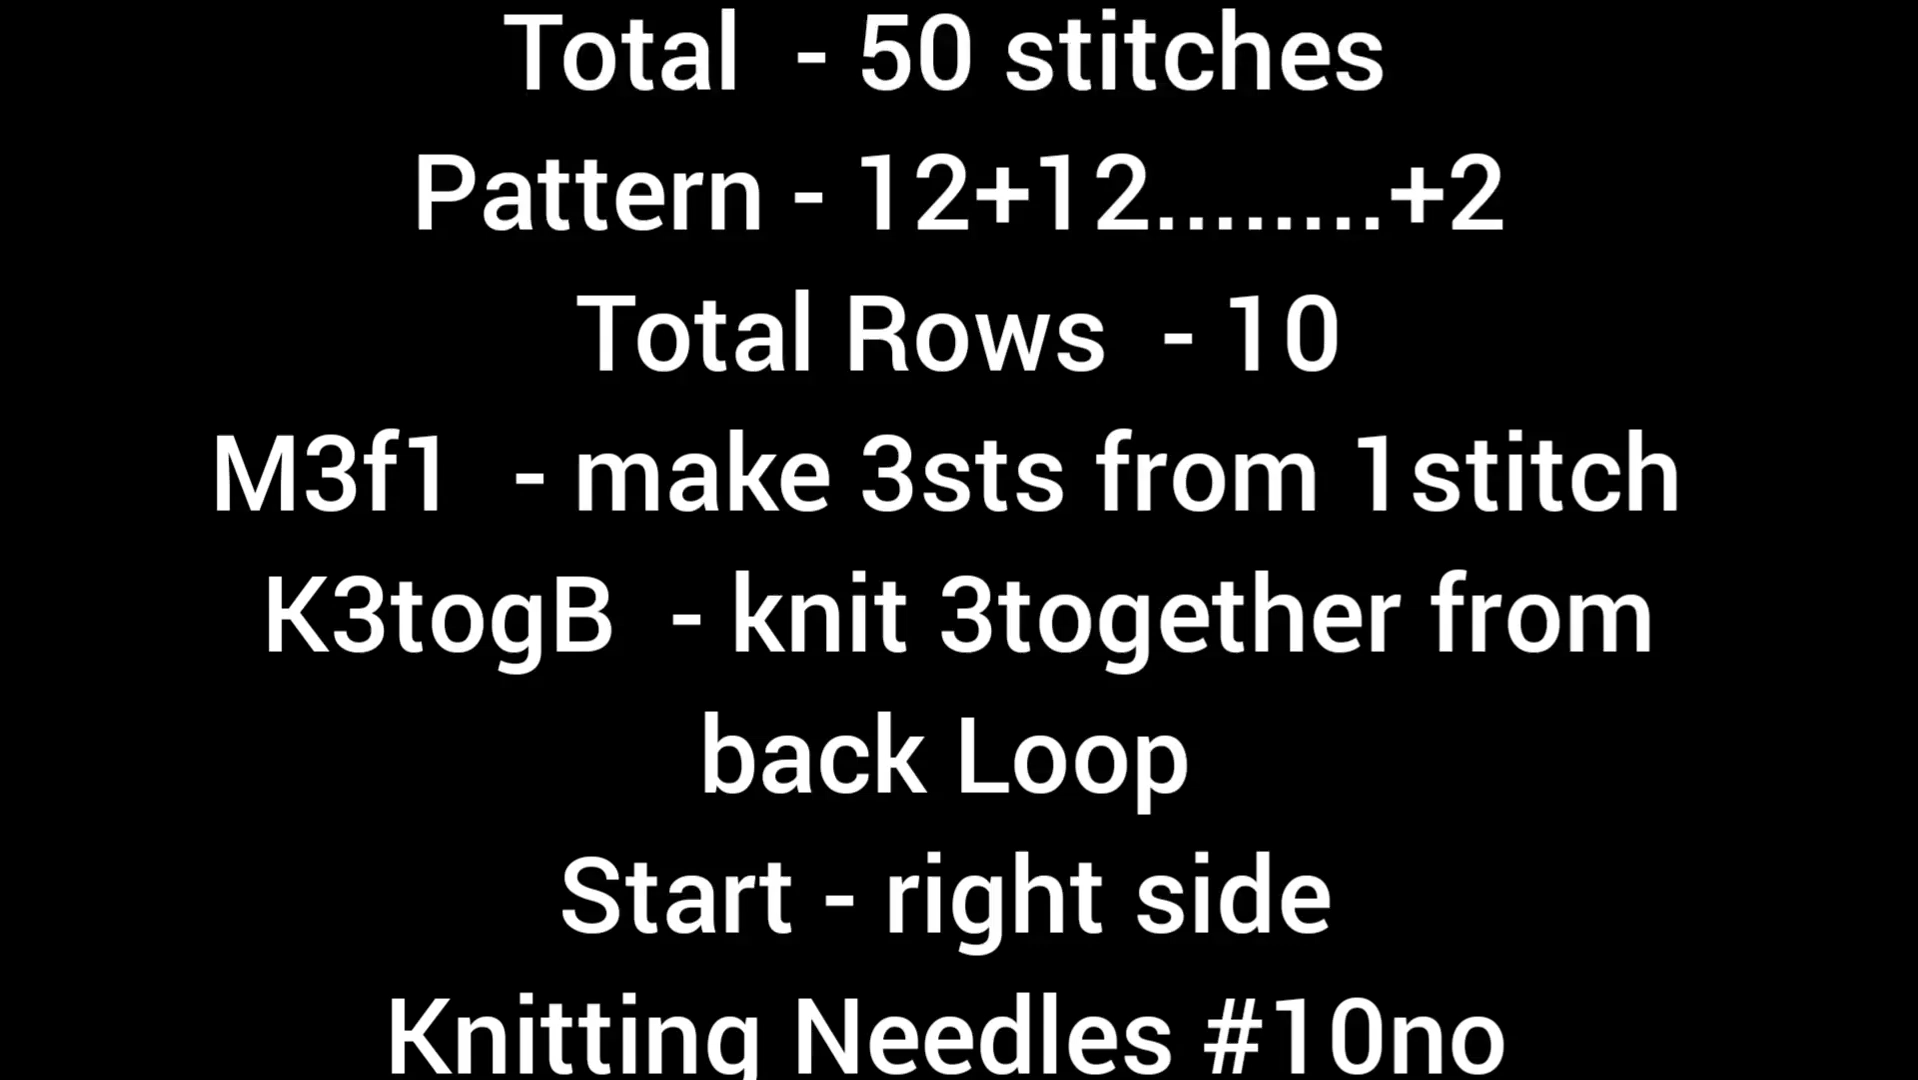 Total - 50 stitches
Pattern - 12+12........+2
Total Rows - 10
M3f1 - make 3sts from 1stitch
K3togB - knit 3together from
back Loop
Start - right side
Knitting Needles #10no